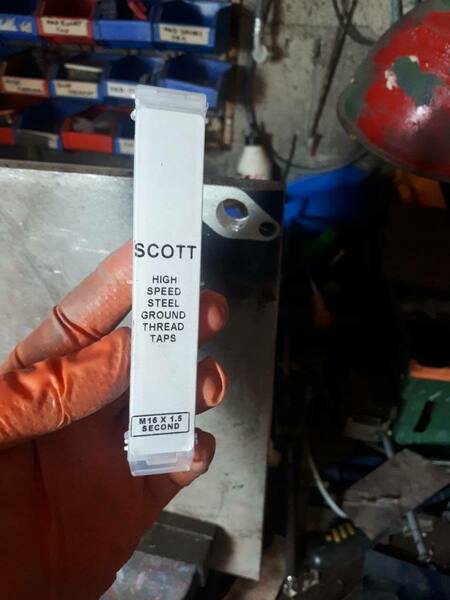 SCOTT
HIGH
SPEED
STEEL
GROUND
THREAD
TAPS
M16 X 1.5
SECOND